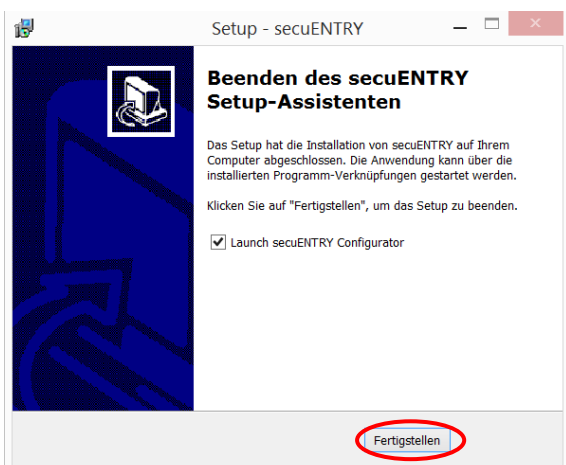 Setup - secuENTRY
Beenden des secuENTRY
Setup-Assistenten
Das Setup hat die Installation von secuENTRY auf Ihrem
Computer abgeschlossen. Die Anwendung kann über die
installierten Programm-Verknüpfungen gestartet werden.
Klicken Sie auf "Fertigstellen", um das Setup zu beenden.
Launch secuENTRY Configurator
Fertigstellen